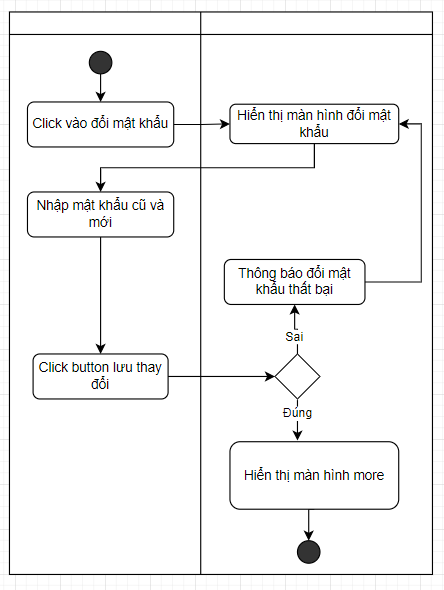 Click vào đổi mật khẩu
Hiển thị màn hình đổi mật
khẩu
Nhập mật khẩu cũ và
mới
Thông báo đổi mật
khẩu thất bại
Sai
Click button lưu thay
đổi
Đúng
Hiển thị màn hình more